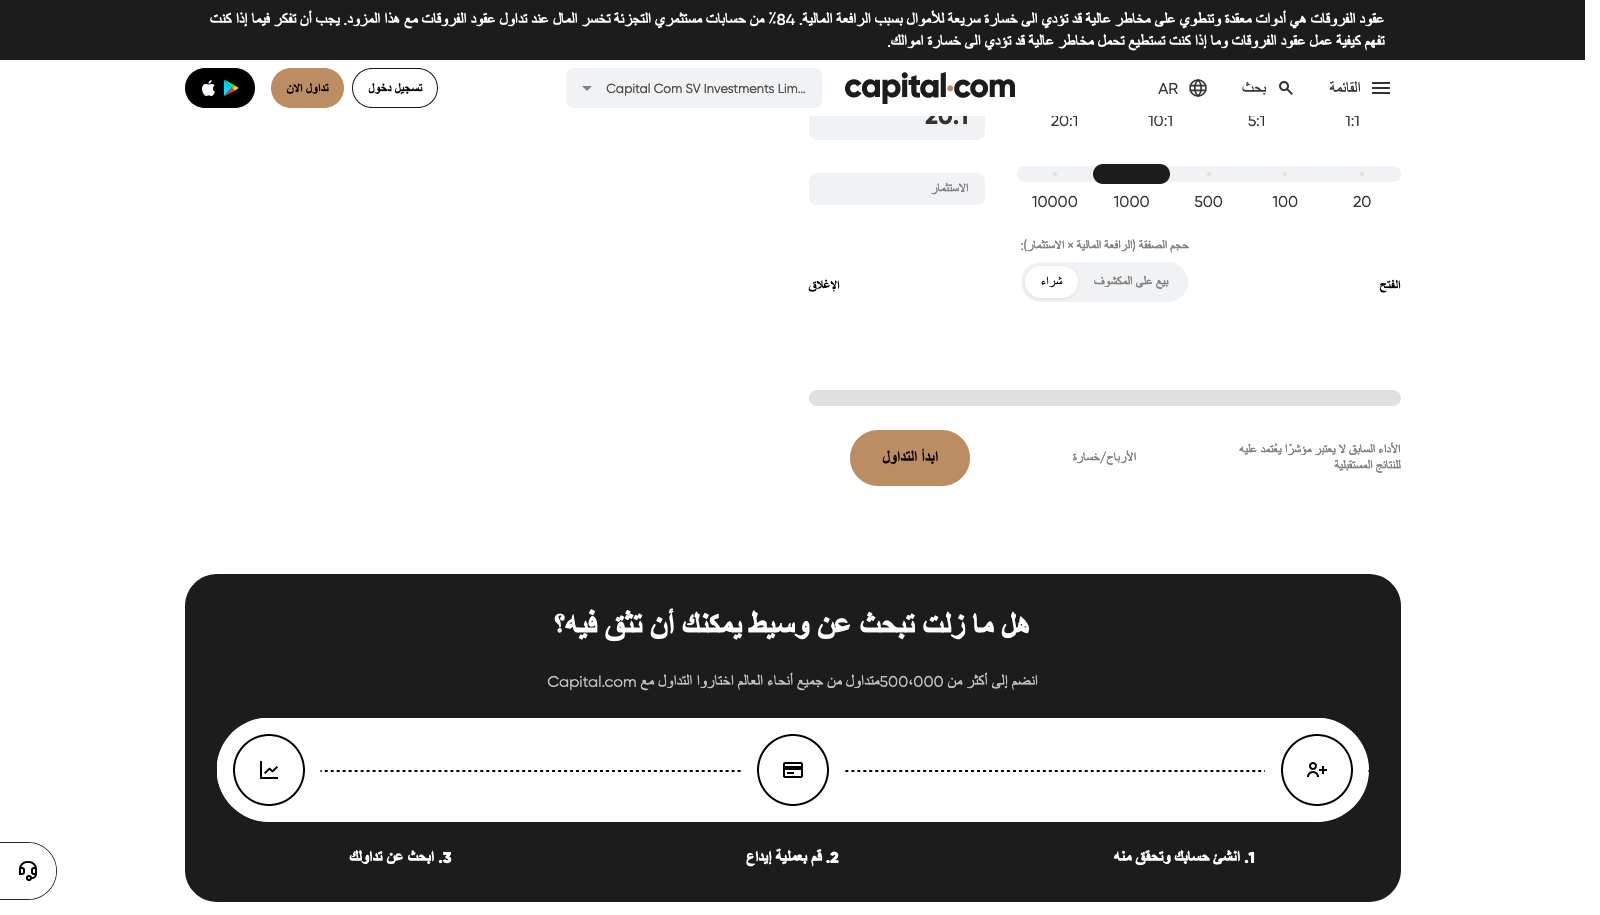 عقود الفروقات هي أدوات معقدة وتنطوي على مخاطر عالية قد تؤدي الى خسارة سريعة للأموال بسبب الرافعة المالية. 84٪ من حسابات مستثمري التجزئة تخسر المال عند تداول عقود الفروقات مع هذا المزود. يجب أن تفكر فيما إذا كنت
تفهم كيفية عمل عقود الفروقات وما إذا كنت تستطيع تحمل مخاطر عالية قد تؤدي الى خسارة اموالك.
القائمة بحث AR capital.com Capital Com SV Investments Lim... تسجيل دخول تداول الان
1:1 5:1 10:1 20:1 20:1
الاستثمار
20 100 500 1000 10000
حجم الصفقة (الرافعة المالية × الاستثمار):
الفتح بيع على المكشوف شراء الإغلاق
الأداء السابق لا يعتبر مؤشرًا يُعتمد عليه
للنتائج المستقبلية
الأرباح/خسارة
ابدأ التداول
هل ما زلت تبحث عن وسيط يمكنك أن تثق فيه؟
انضم إلى أكثر من 500،000متداول من جميع أنحاء العالم اختاروا التداول مع Capital.com
1. انشئ حسابك وتحقق منه
2. قم بعملية إيداع
3. ابحث عن تداولك